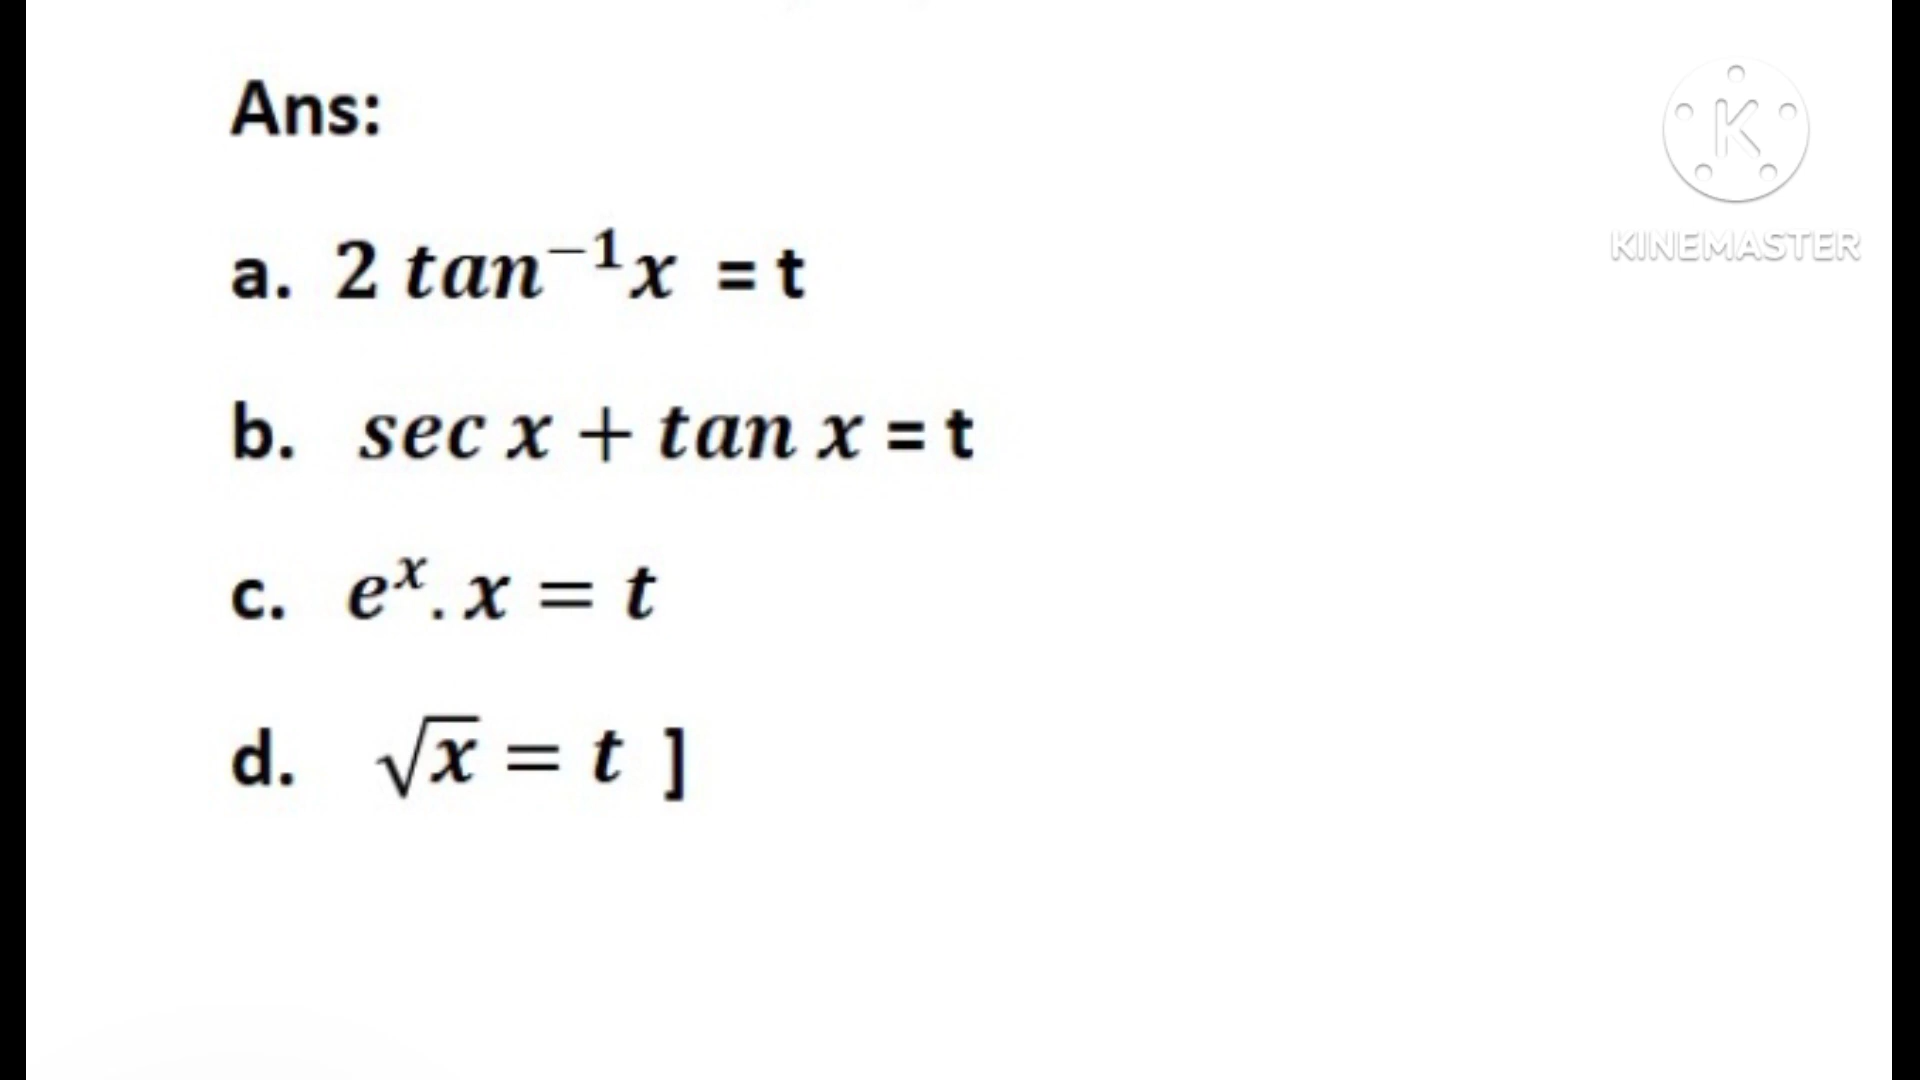 Ans:
K
KINEMASTER
a. 2 tan⁻¹x = t
b. sec x + tan x = t
c. eˣ. x = t
d. √x = t ]